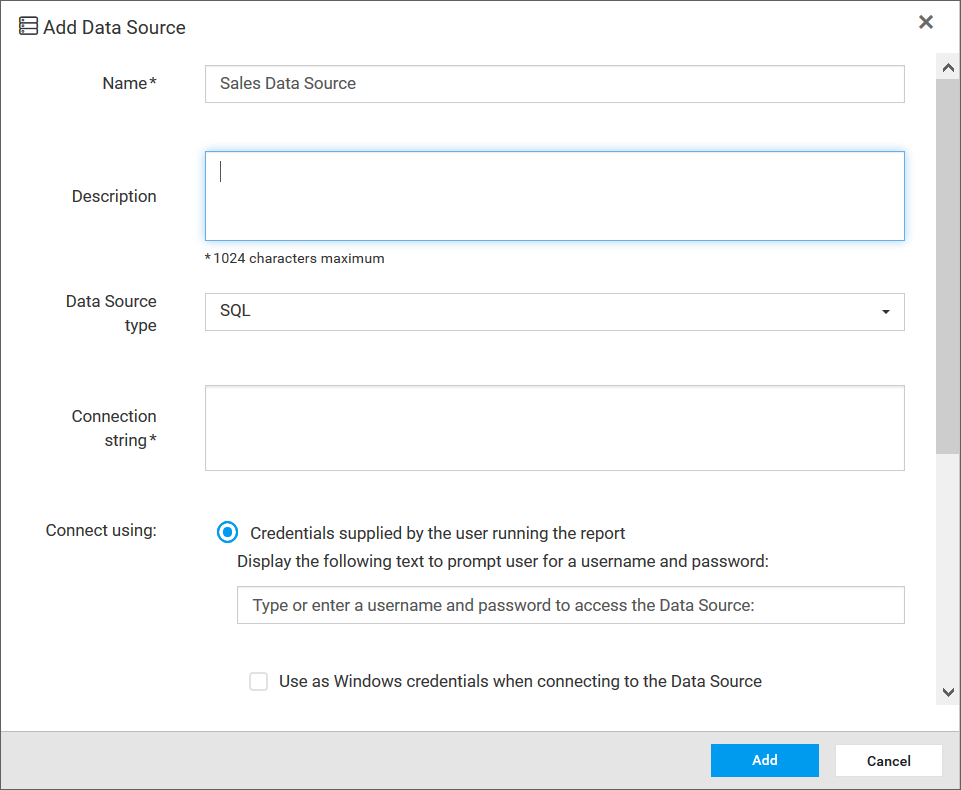 Add Data Source
Name*
Sales Data Source
Description
* 1024 characters maximum
Data Source
type
SQL
Connection
string*
Connect using:
Credentials supplied by the user running the report
Display the following text to prompt user for a username and password:
Type or enter a username and password to access the Data Source:
Use as Windows credentials when connecting to the Data Source
Add
Cancel